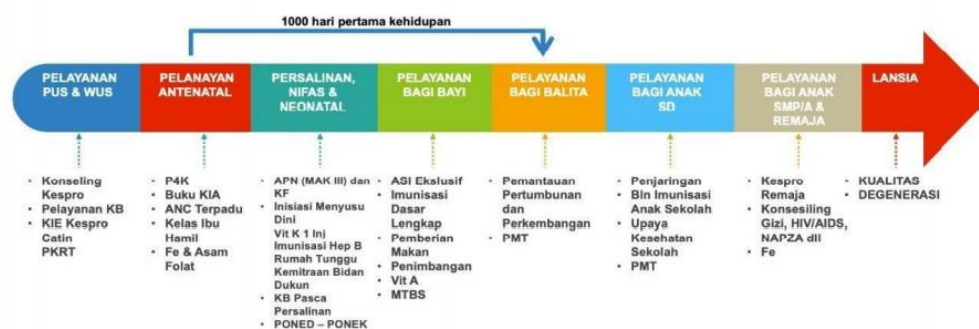 1000 hari pertama kehidupan
PELAYANAN
PUS & WUS
PELANAYAN
ANTENATAL
PERSALINAN,
NIFAS &
NEONATAL
PELAYANAN
BAGI BAYI
PELAYANAN
BAGI BALITA
PELAYANAN
BAGI ANAK
SD
PELAYANAN
BAGI ANAK
SMP/A &
REMAJA
LANSIA
• Konseling
Kespro
• Pelayanan KB
• KIE Kespro
Catin
PKRT
• P4K
• Buku KIA
• ANC Terpadu
• Kelas Ibu
Hamil
• Fe & Asam
Folat
• APN (MAK III) dan
KF
• Inisiasi Menyusu
Dini
Vit K 1 Inj
Imunisasi Hep B
Rumah Tunggu
Kemitraan Bidan
Dukun
• KB Pasca
Persalinan
• PONED – PONEK
• ASI Ekslusif
• Imunisasi
Dasar
Lengkap
• Pemberian
Makan
• Penimbangan
• Vit A
• MTBS
• Pemantauan
Pertumbunan
dan
Perkembangan
• PMT
• Penjaringan
• Bln Imunisasi
Anak Sekolah
• Upaya
Kesehatan
Sekolah
• PMT
• Kespro
Remaja
• Konsesiling
Gizi, HIV/AIDS,
NAPZA dll
• Fe
• KUALITAS
• DEGENERASI